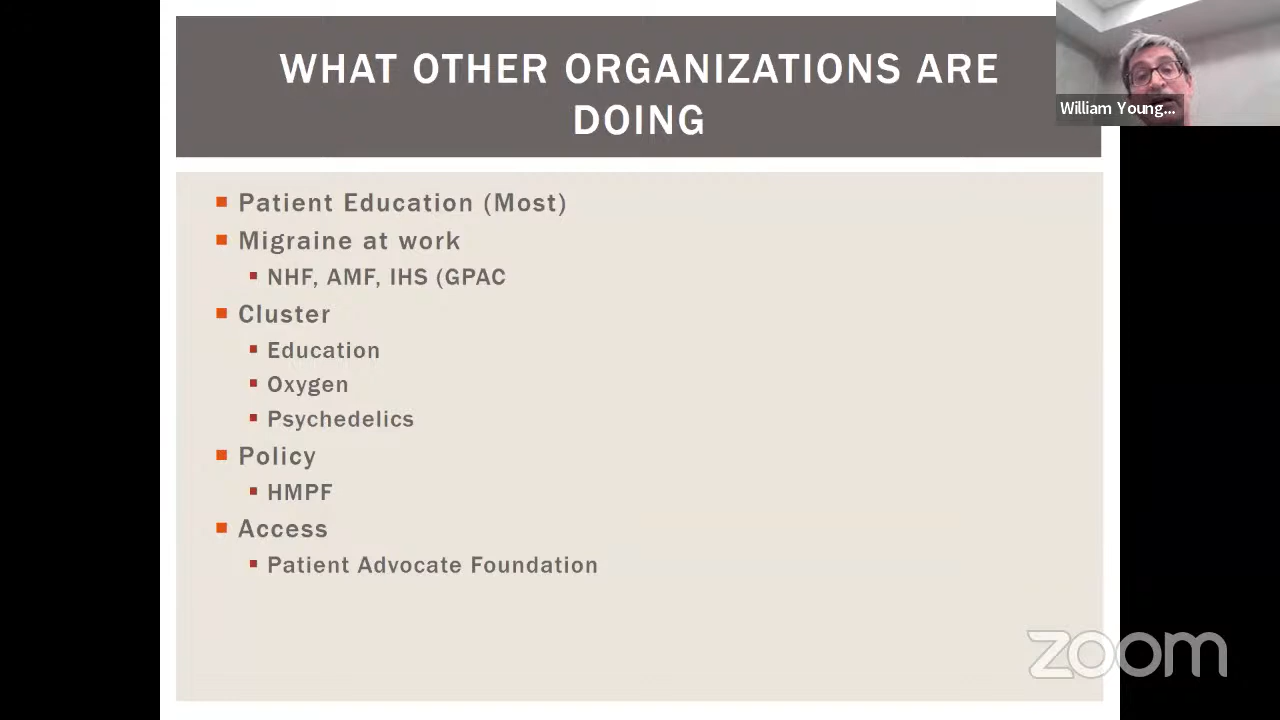 WHAT OTHER ORGANIZATIONS ARE
DOING
William Young...
Patient Education (Most)
Migraine at work
NHF, AMF, IHS (GPAC
Cluster
Education
Oxygen
Psychedelics
Policy
HMPF
Access
Patient Advocate Foundation
zoom